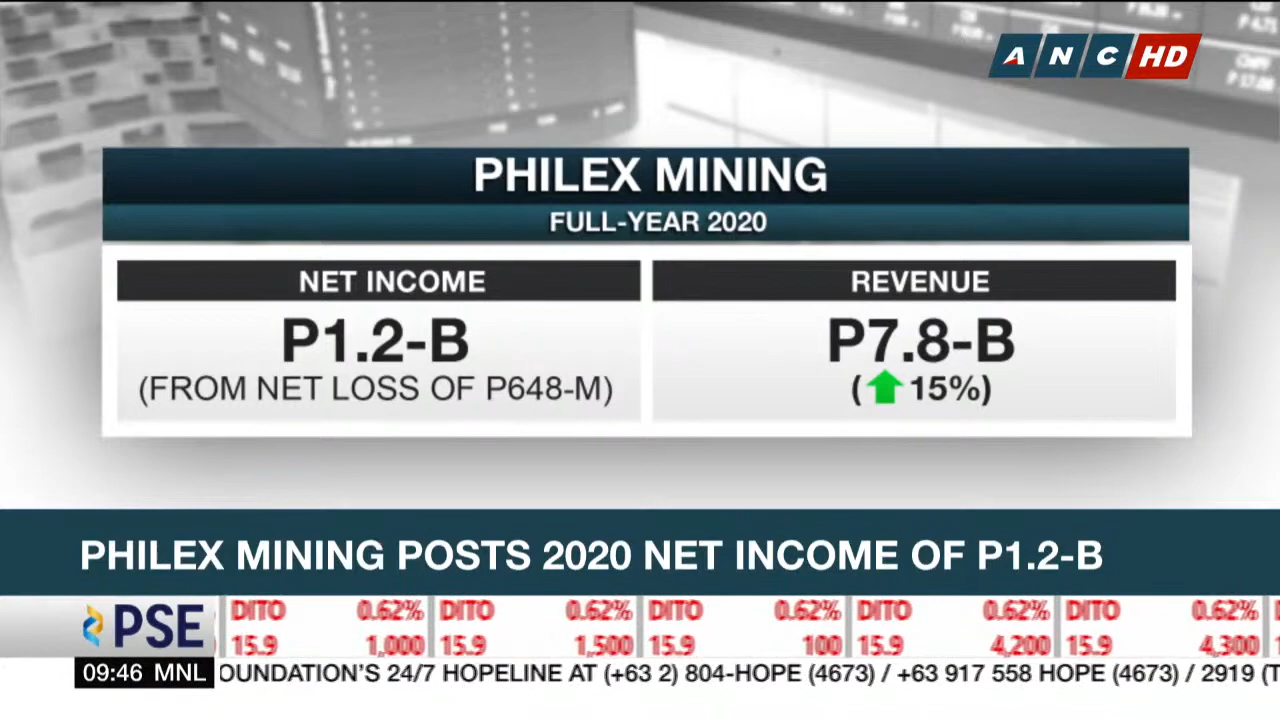 ANC HD
PHILEX MINING
FULL-YEAR 2020
NET INCOME
P1.2-B
(FROM NET LOSS OF P648-M)
REVENUE
P7.8-B
(15%)
PHILEX MINING POSTS 2020 NET INCOME OF P1.2-B
PSE
DITO 0.62% DITO 0.62% DITO 0.62% DITO 0.62% DITO 0.62%
15.9 1,000 15.9 1,500 15.9 100 15.9 4,200 15.9 4,300
09:46 MNL OUNDATION'S 24/7 HOPELINE AT (+63 2) 804-HOPE (4673) / +63 917 558 HOPE (4673) / 2919 (T